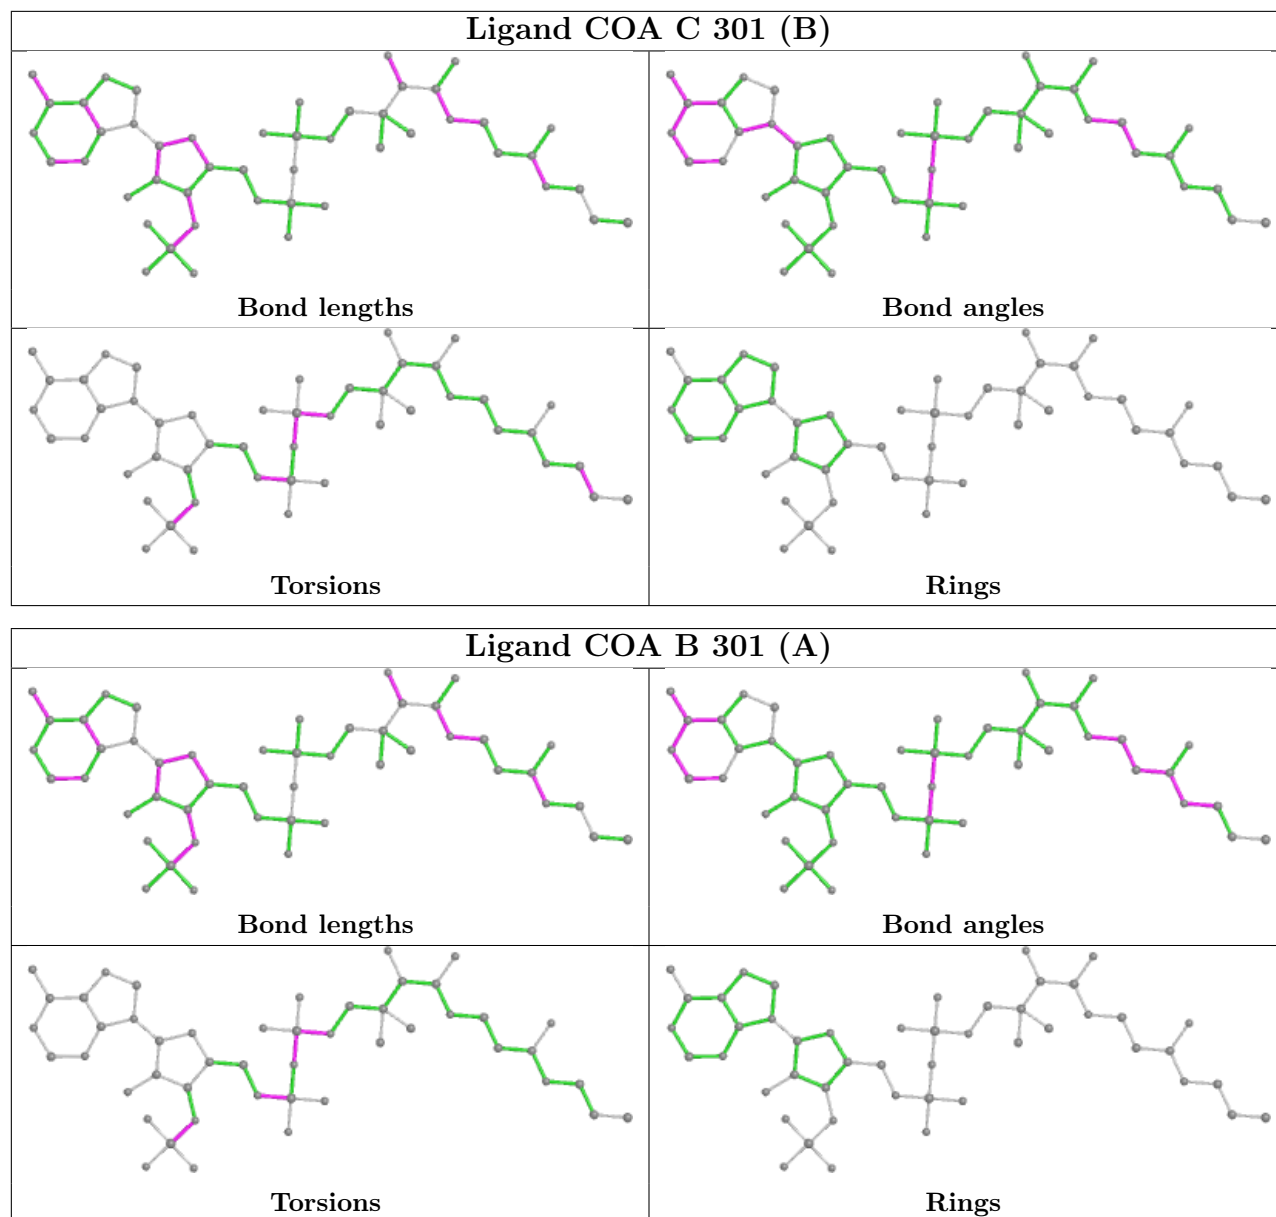 Ligand COA C 301 (B)
Bond lengths
Bond angles
Torsions
Rings
Ligand COA B 301 (A)
Bond lengths
Bond angles
Torsions
Rings